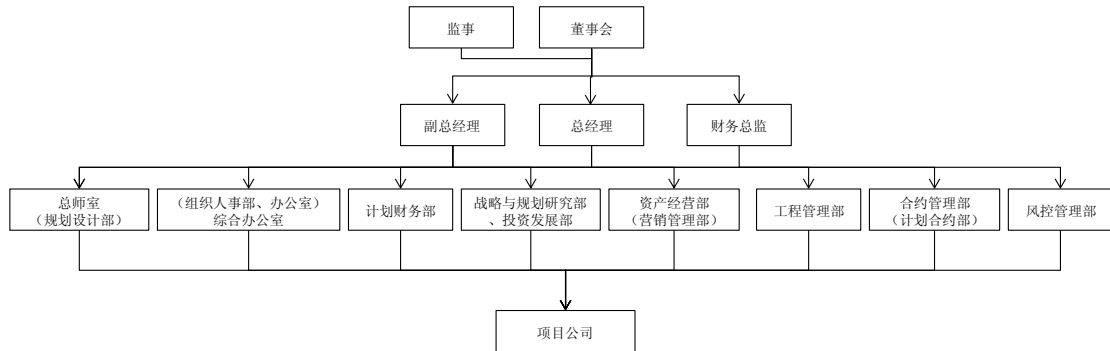 监事
董事会
副总经理
总经理
财务总监
总师室
（规划设计部）
（组织人事部、办公室）
综合办公室
计划财务部
战略与规划研究部
、投资发展部
资产经营部
（营销管理部）
工程管理部
合约管理部
（计划合约部）
风控管理部
项目公司